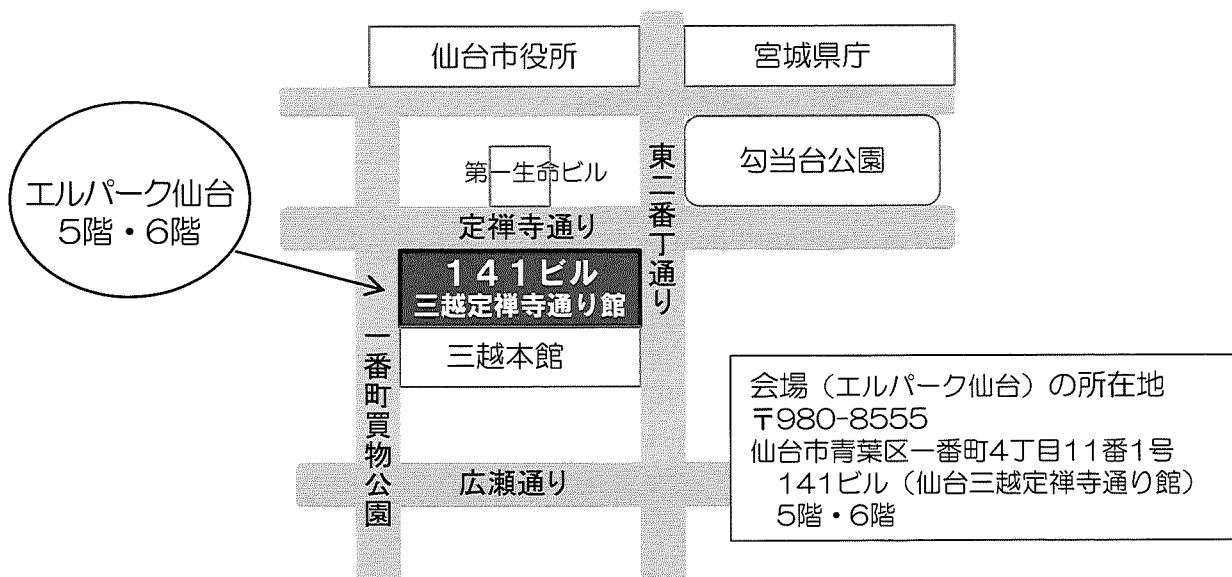 仙台市役所
宮城県庁
エルパーク仙台
5階・6階
第一生命ビル
勾当台公園
東二番丁通り
定禅寺通り
141ビル
三越定禅寺通り館
三越本館
一番町買物公園
広瀬通り
会場（エルパーク仙台）の所在地
〒980-8555
仙台市青葉区一番町4丁目11番1号
141ビル（仙台三越定禅寺通り館）
5階・6階